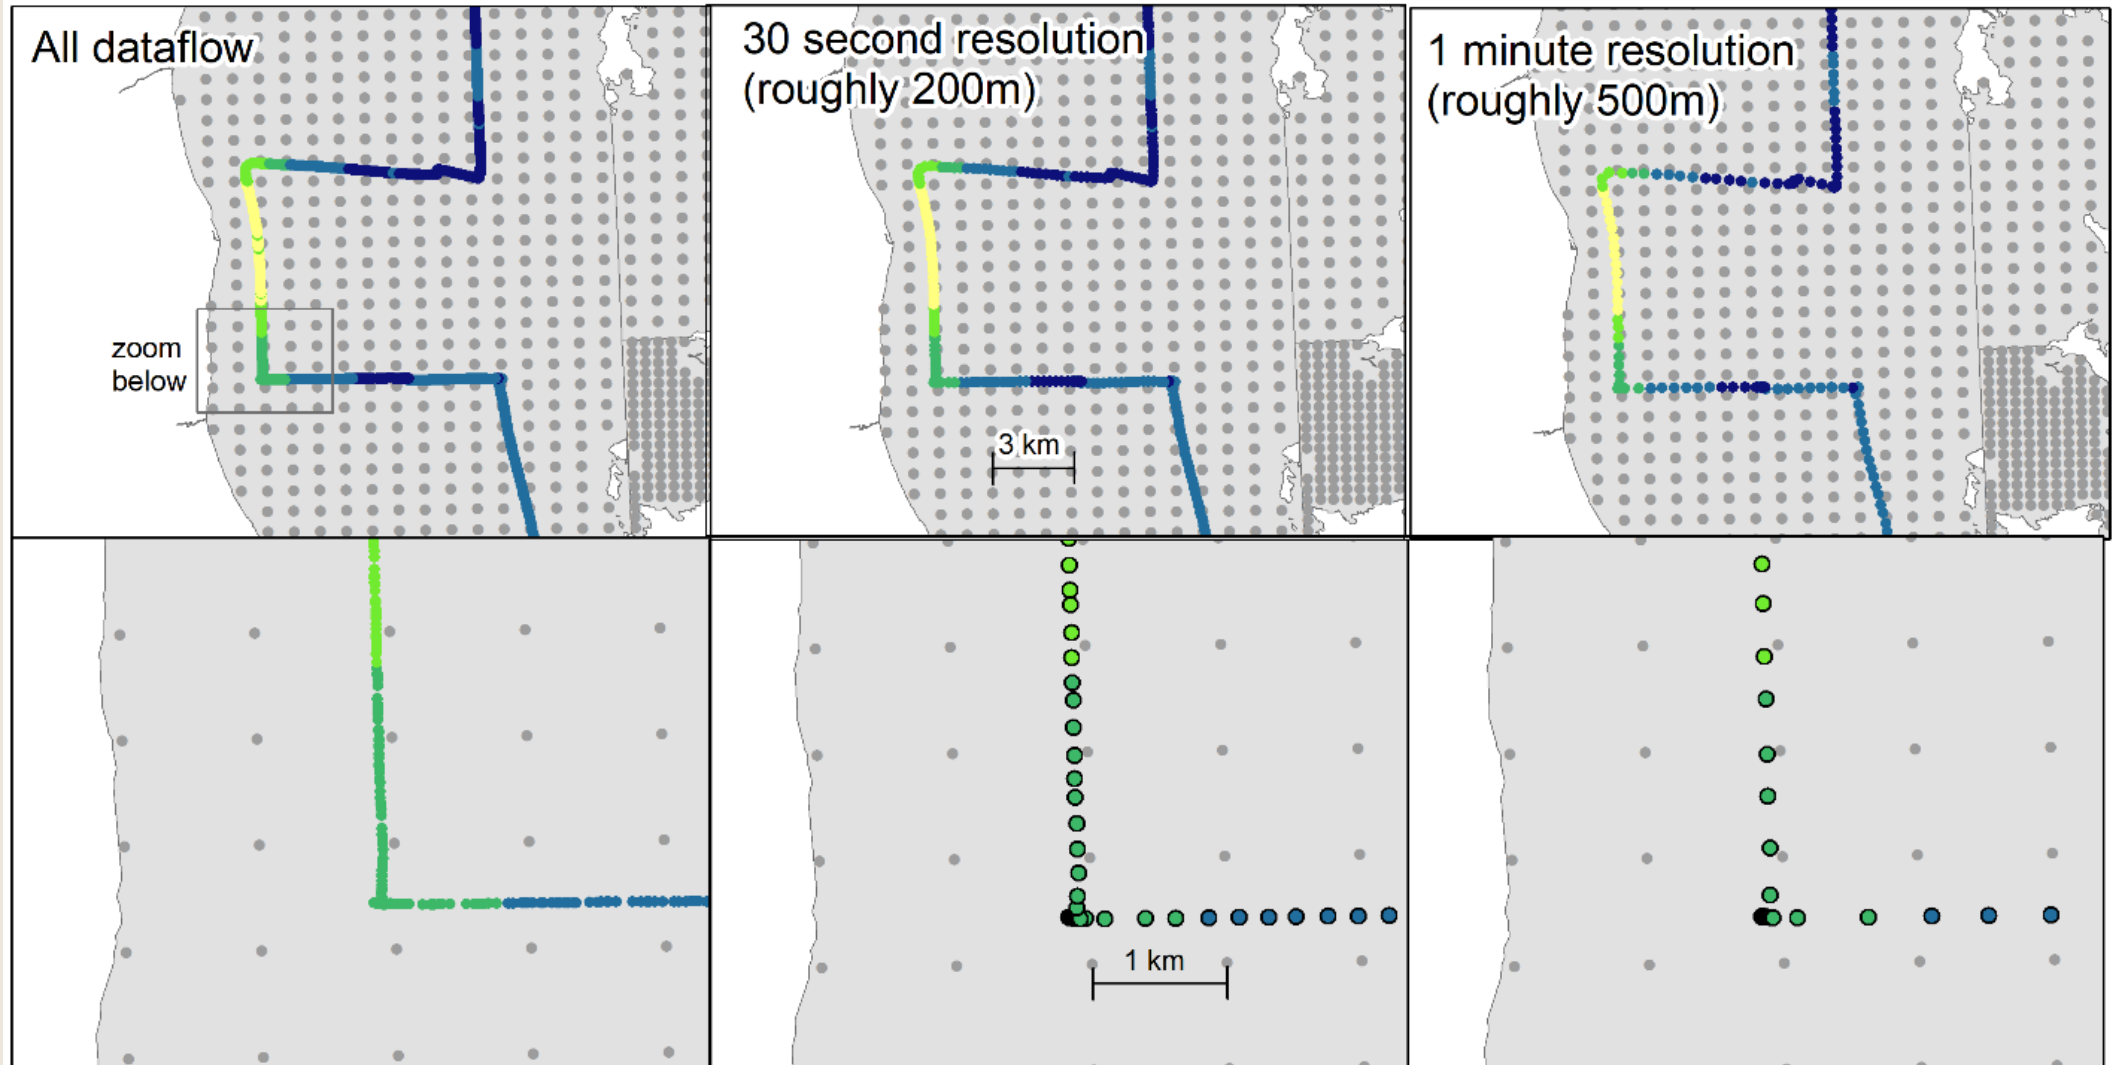 All dataflow
30 second resolution
(roughly 200m)
1 minute resolution
(roughly 500m)
zoom
below
3 km
1 km